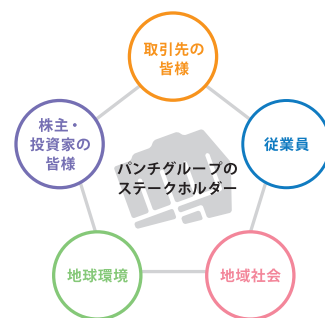 取引先の
皆様
株主・
投資家の
皆様
従業員
パンチグループの
ステークホルダー
地球環境
地域社会